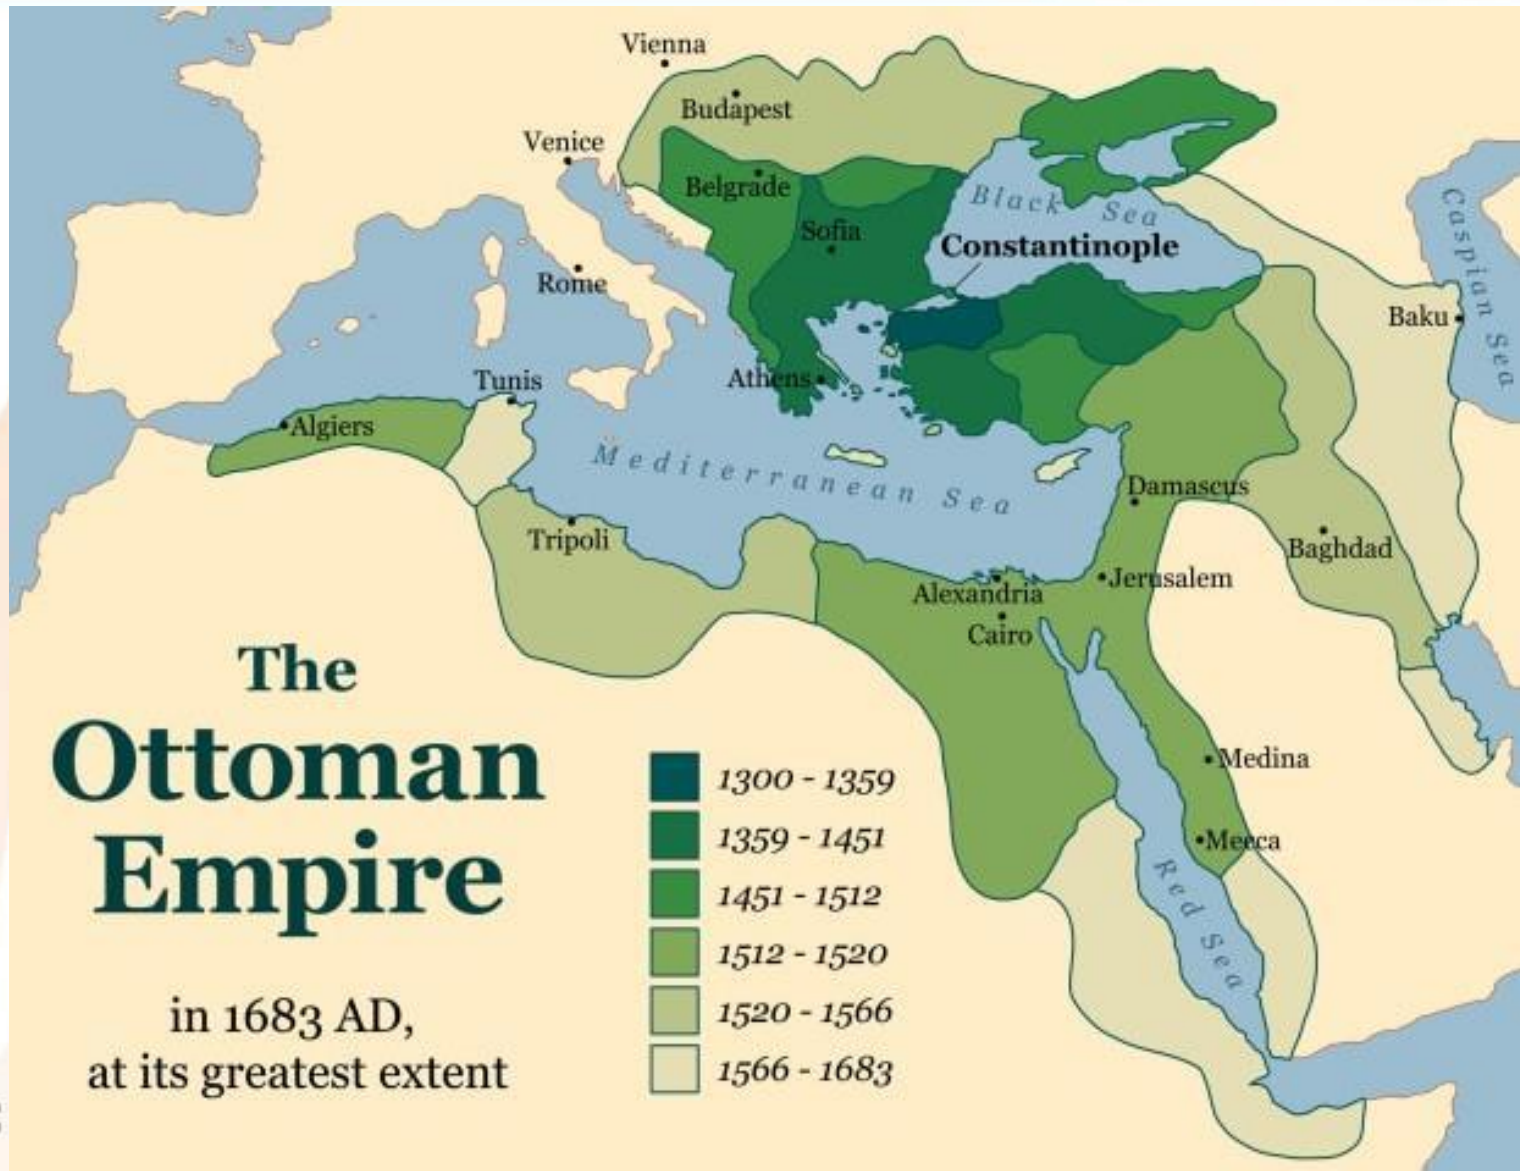 Vienna
Budapest
Venice
Belgrade
Black Sea
Sofia
Constantinople
Caspian Sea
Rome
Baku
Tunis
Athens
Algiers
Mediterranean Sea
Damascus
Tripoli
Baghdad
Jerusalem
Alexandria
Cairo
The
Ottoman
Empire
in 1683 AD,
at its greatest extent
Medina
Mecca
Red Sea
1300 - 1359
1359 - 1451
1451 - 1512
1512 - 1520
1520 - 1566
1566 - 1683